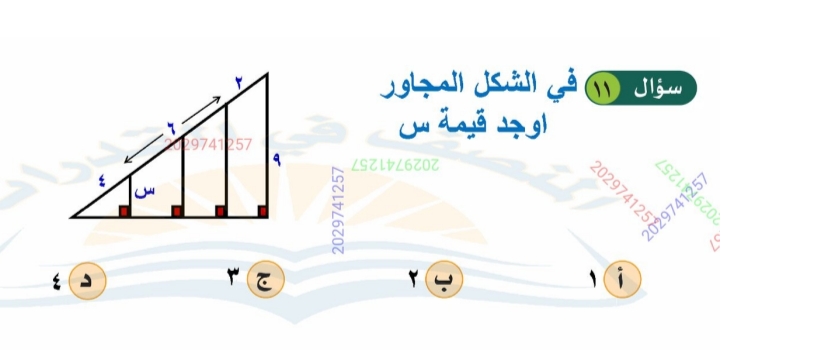 سؤال ١١ في الشكل المجاور
اوجد قيمة س
٢
٦
٤
س
٩
2029741257
2029741257
2029741257
2029741257
2029741257
2029741257
أ ١
ب ٢
ج ٣
د ٤